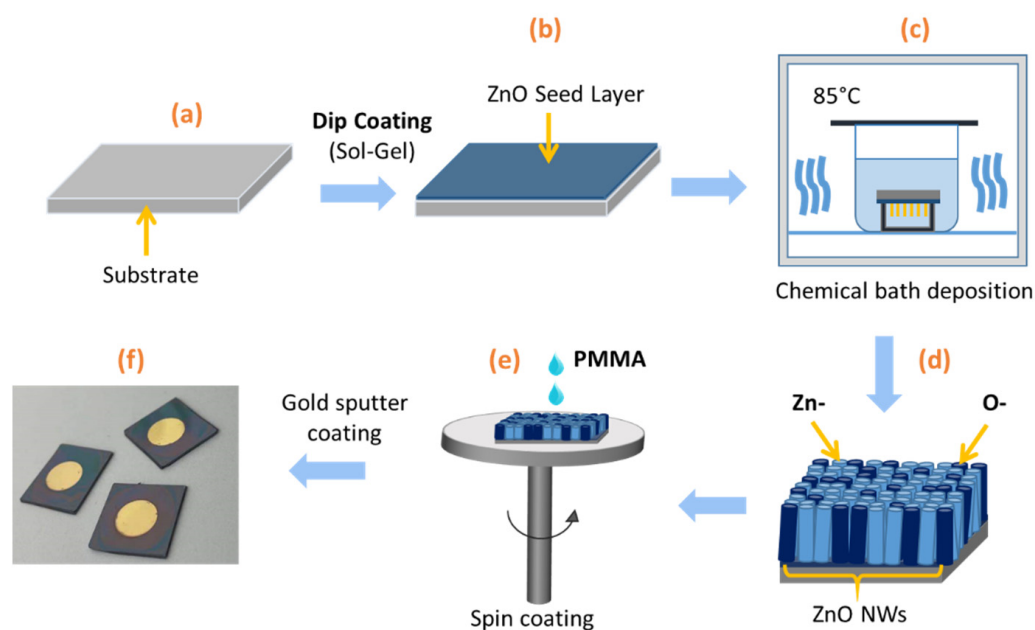 (a)
Substrate
Dip Coating
(Sol-Gel)
(b)
ZnO Seed Layer
(c)
85°C
Chemical bath deposition
(d)
Zn-
O-
ZnO NWs
(e)
PMMA
Spin coating
Gold sputter
coating
(f)